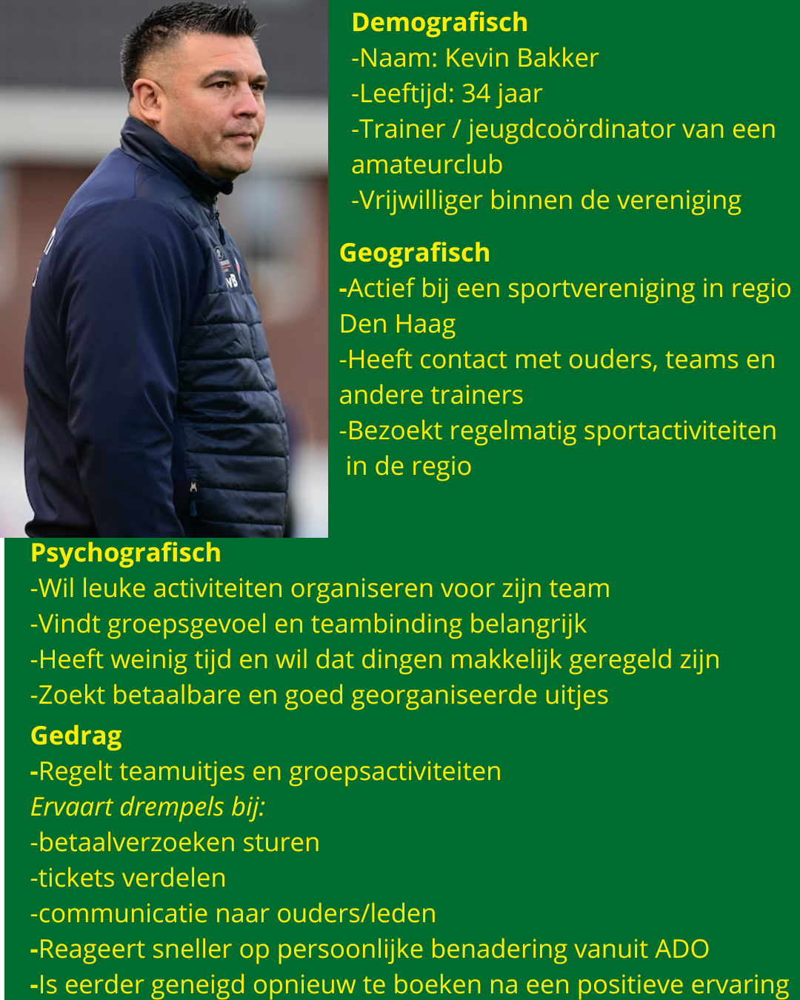 Demografisch
-Naam: Kevin Bakker
-Leeftijd: 34 jaar
-Trainer / jeugdcoördinator van een
amateurclub
-Vrijwilliger binnen de vereniging
Geografisch
-Actief bij een sportvereniging in regio
Den Haag
-Heeft contact met ouders, teams en
andere trainers
-Bezoekt regelmatig sportactiviteiten
in de regio
Psychografisch
-Wil leuke activiteiten organiseren voor zijn team
-Vindt groepsgevoel en teambinding belangrijk
-Heeft weinig tijd en wil dat dingen makkelijk geregeld zijn
-Zoekt betaalbare en goed georganiseerde uitjes
Gedrag
-Regelt teamuitjes en groepsactiviteiten
Ervaart drempels bij:
-betaalverzoeken sturen
-tickets verdelen
-communicatie naar ouders/leden
-Reageert sneller op persoonlijke benadering vanuit ADO
-Is eerder geneigd opnieuw te boeken na een positieve ervaring